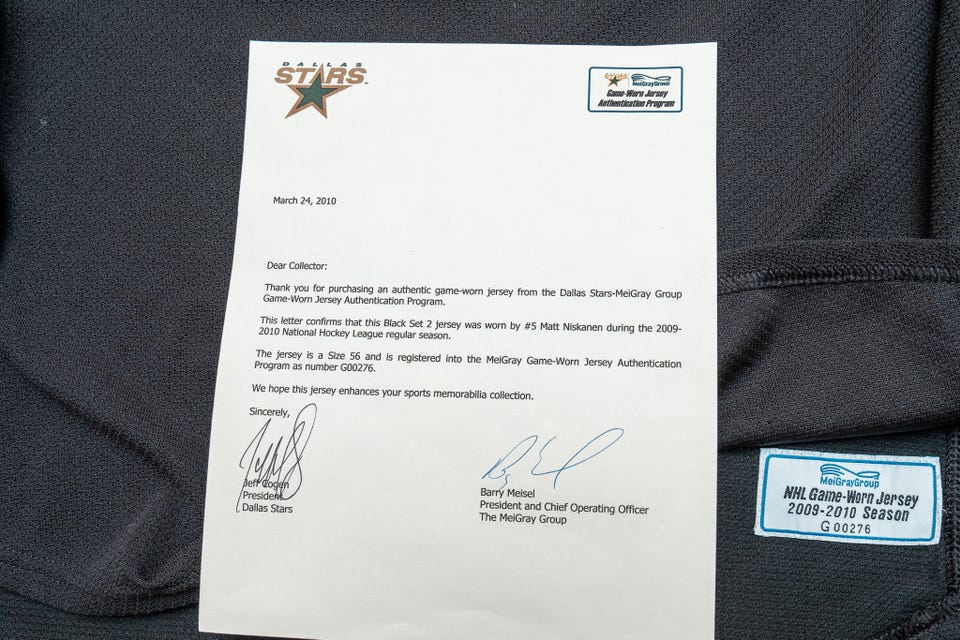 DALLAS
STARS
MeiGrayGroup
Game-Worn Jersey
Authentication Program
March 24, 2010
Dear Collector:
Thank you for purchasing an authentic game-worn jersey from the Dallas Stars-MeiGray Group
Game-Worn Jersey Authentication Program.
This letter confirms that this Black Set 2 jersey was worn by #5 Matt Niskanen during the 2009-
2010 National Hockey League regular season.
The jersey is a Size 56 and is registered into the MeiGray Game-Worn Jersey Authentication
Program as number G00276.
We hope this jersey enhances your sports memorabilia collection.
Sincerely,
Jeff Cogen
President
Dallas Stars
Barry Meisel
President and Chief Operating Officer
The MeiGray Group
MeiGrayGroup
NHL Game-Worn Jersey
2009-2010 Season
G 00276